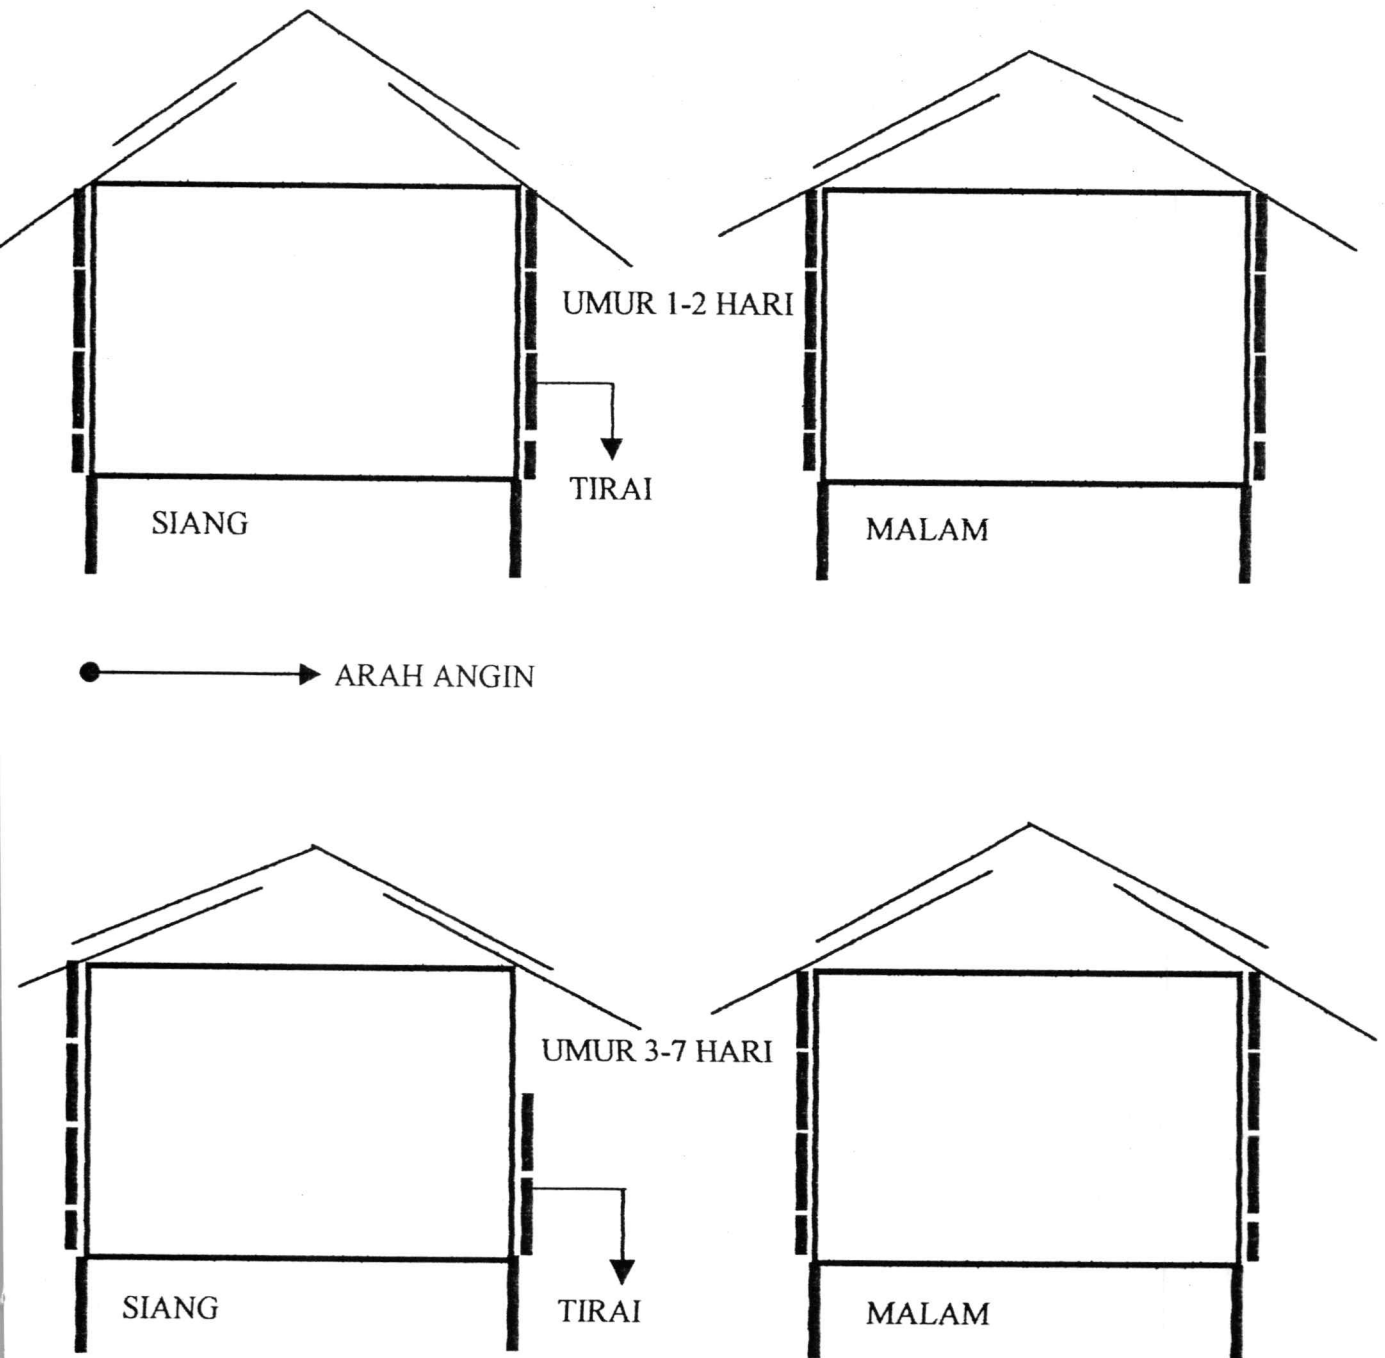 UMUR 1-2 HARI
TIRAI
SIANG
MALAM
ARAH ANGIN
UMUR 3-7 HARI
SIANG
TIRAI
MALAM